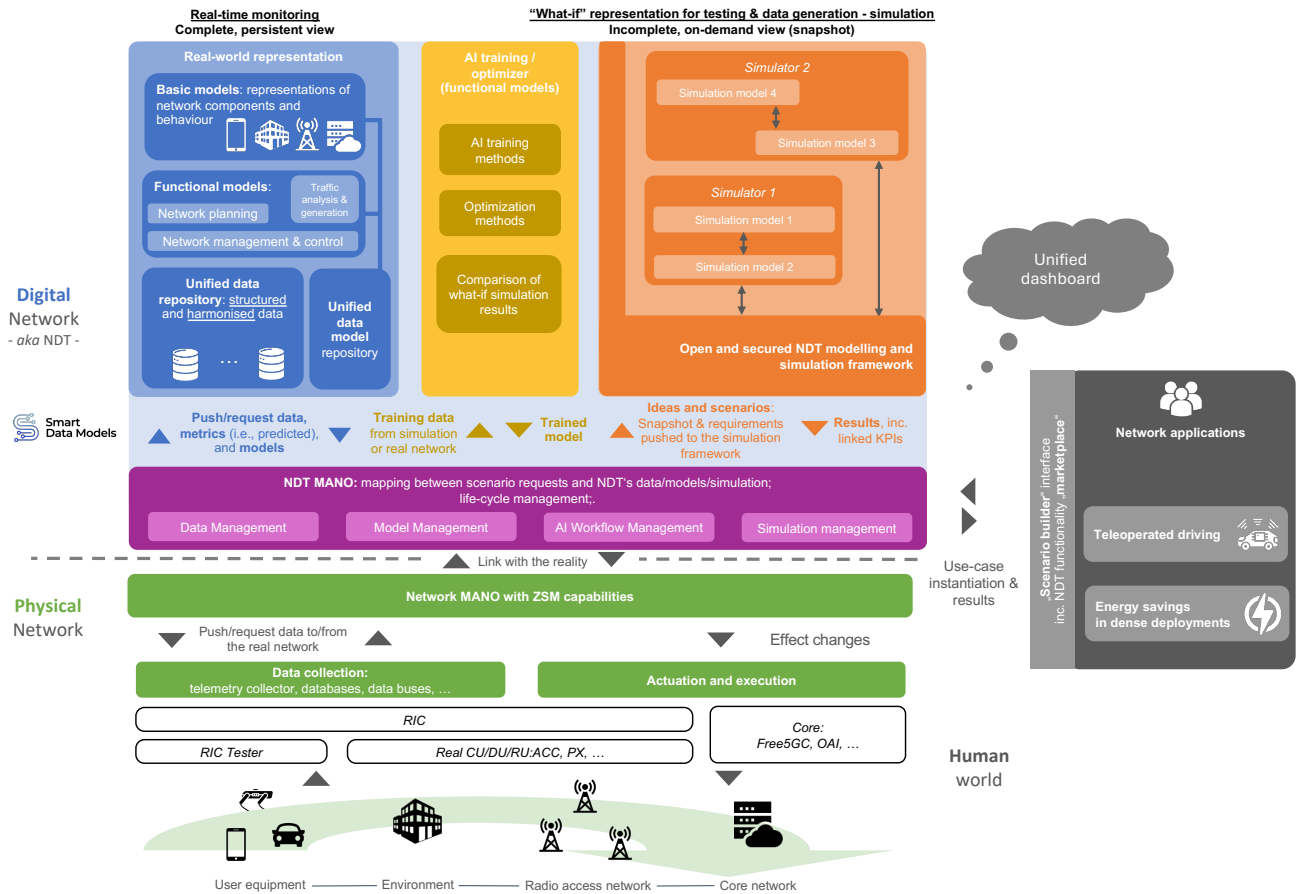 Real-time monitoring
Complete, persistent view
“What-if” representation for testing & data generation - simulation
Incomplete, on-demand view (snapshot)
Real-world representation
Basic models: representations of
network components and
behaviour
Functional models:
Traffic
analysis &
generation
Network planning
Network management & control
Unified data
repository: structured
and harmonised data
...
Unified
data
model
repository
AI training /
optimizer
(functional models)
AI training
methods
Optimization
methods
Comparison of
what-if simulation
results
Simulator 2
Simulation model 4
Simulation model 3
Simulator 1
Simulation model 1
Simulation model 2
Open and secured NDT modelling and
simulation framework
Digital
Network
- aka NDT -
Smart
Data Models
Push/request data,
metrics (i.e., predicted),
and models
Training data
from simulation
or real network
Trained
model
Ideas and scenarios:
Snapshot & requirements
pushed to the simulation
framework
Results, inc.
linked KPIs
NDT MANO: mapping between scenario requests and NDT‘s data/models/simulation;
life-cycle management;.
Data Management
Model Management
AI Workflow Management
Simulation management
Link with the reality
Physical
Network
Network MANO with ZSM capabilities
Push/request data to/from
the real network
Effect changes
Data collection:
telemetry collector, databases, data buses, …
Actuation and execution
RIC
RIC Tester
Real CU/DU/RU:ACC, PX, …
Core:
Free5GC, OAI, …
Human
world
User equipment
Environment
Radio access network
Core network
Unified
dashboard
Use-case
instantiation &
results
„Scenario builder“ interface
inc. NDT functionality „marketplace“
Network applications
Teleoperated driving
Energy savings
in dense deployments